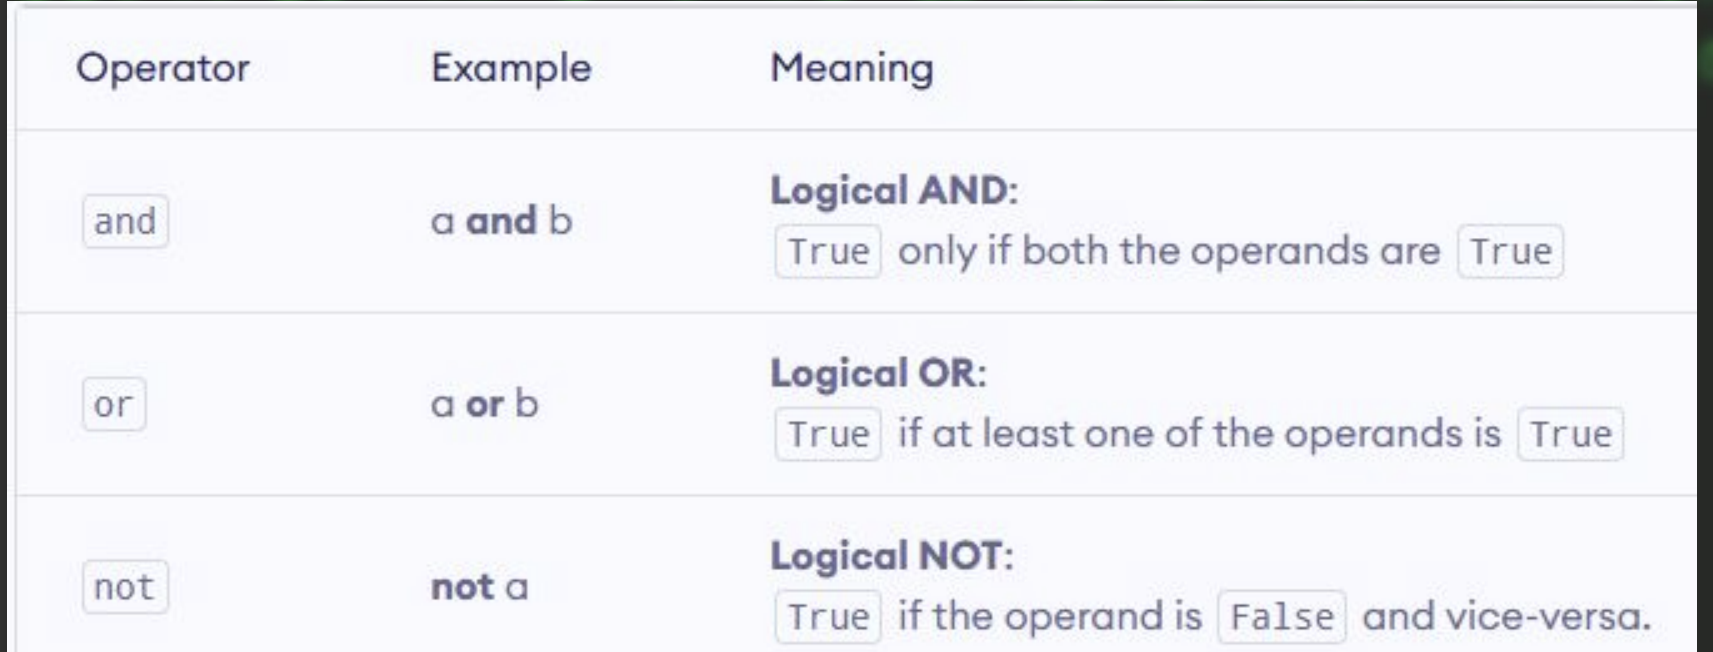 Operator Example Meaning
and a and b Logical AND:
True only if both the operands are True
or a or b Logical OR:
True if at least one of the operands is True
not not a Logical NOT:
True if the operand is False and vice-versa.